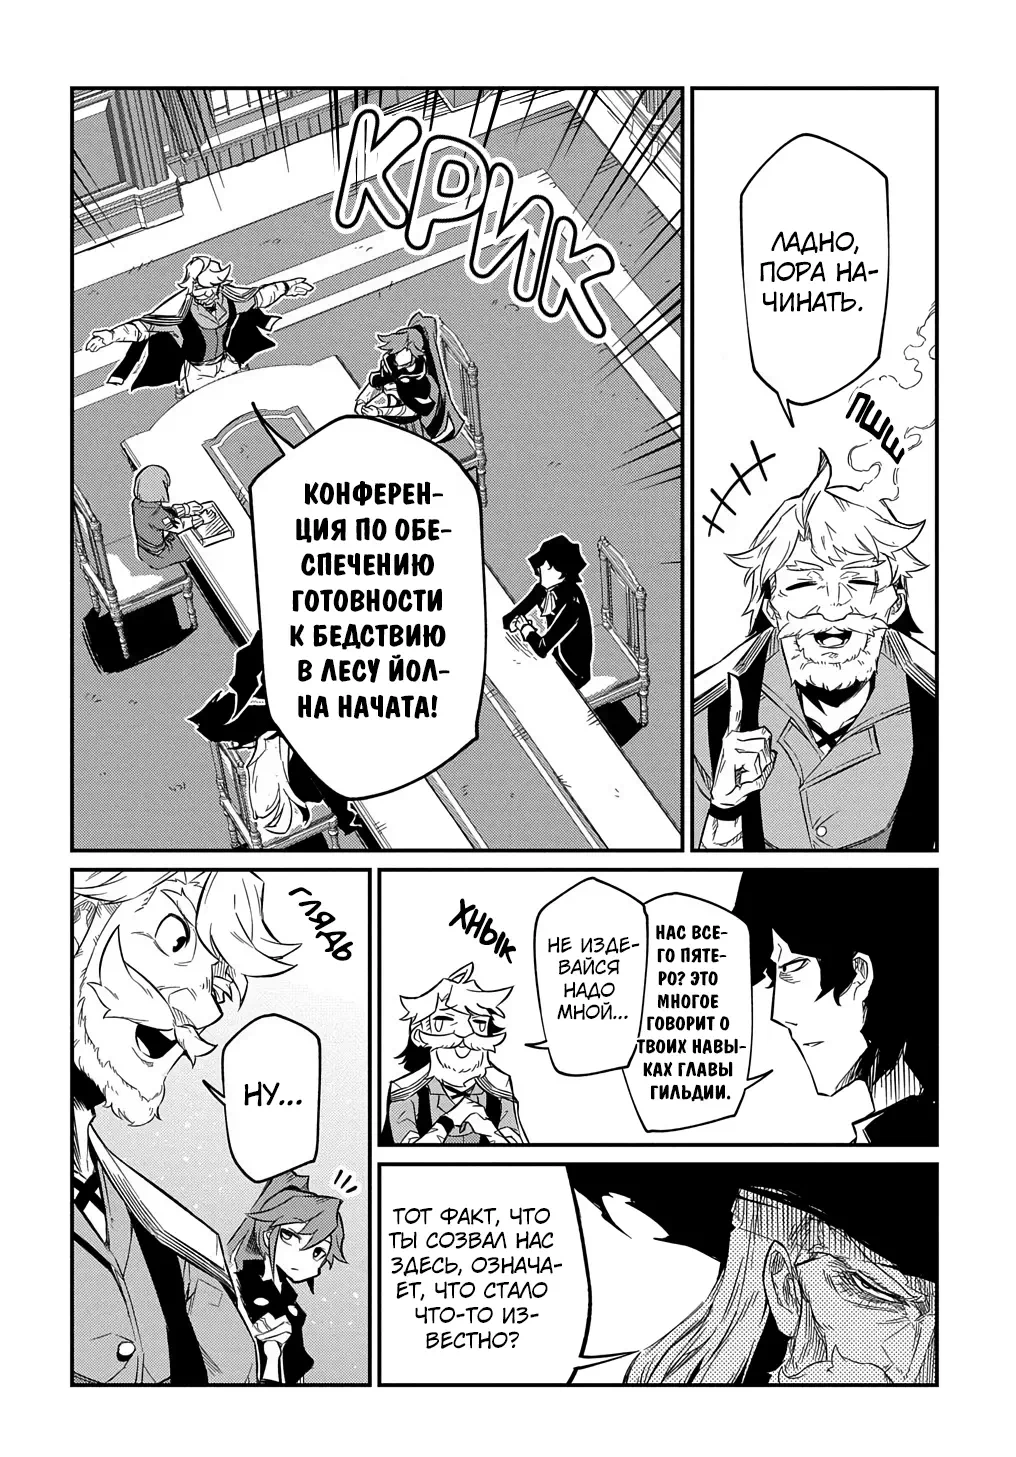 ЛАДНО,
ПОРА НА-
ЧИНАТЬ.
ПШШ
КРИК
КОНФЕРЕН-
ЦИЯ ПО ОБЕ-
СПЕЧЕНИЮ
ГОТОВНОСТИ
К БЕДСТВИЮ
В ЛЕСУ ЙОЛ-
НА НАЧАТА!
НАС ВСЕ-
ГО ПЯТЕ-
РО? ЭТО
МНОГОЕ
ГОВОРИТ О
ТВОИХ НАВЫ-
КАХ ГЛАВЫ
ГИЛЬДИИ.
НЕ ИЗДЕ-
ВАЙСЯ
НАДО
МНОЙ...
ХНЫК
ТОТ ФАКТ, ЧТО
ТЫ СОЗВАЛ НАС
ЗДЕСЬ, ОЗНАЧА-
ЕТ, ЧТО СТАЛО
ЧТО-ТО ИЗ-
ВЕСТНО?
ГЛЯДЬ
НУ...